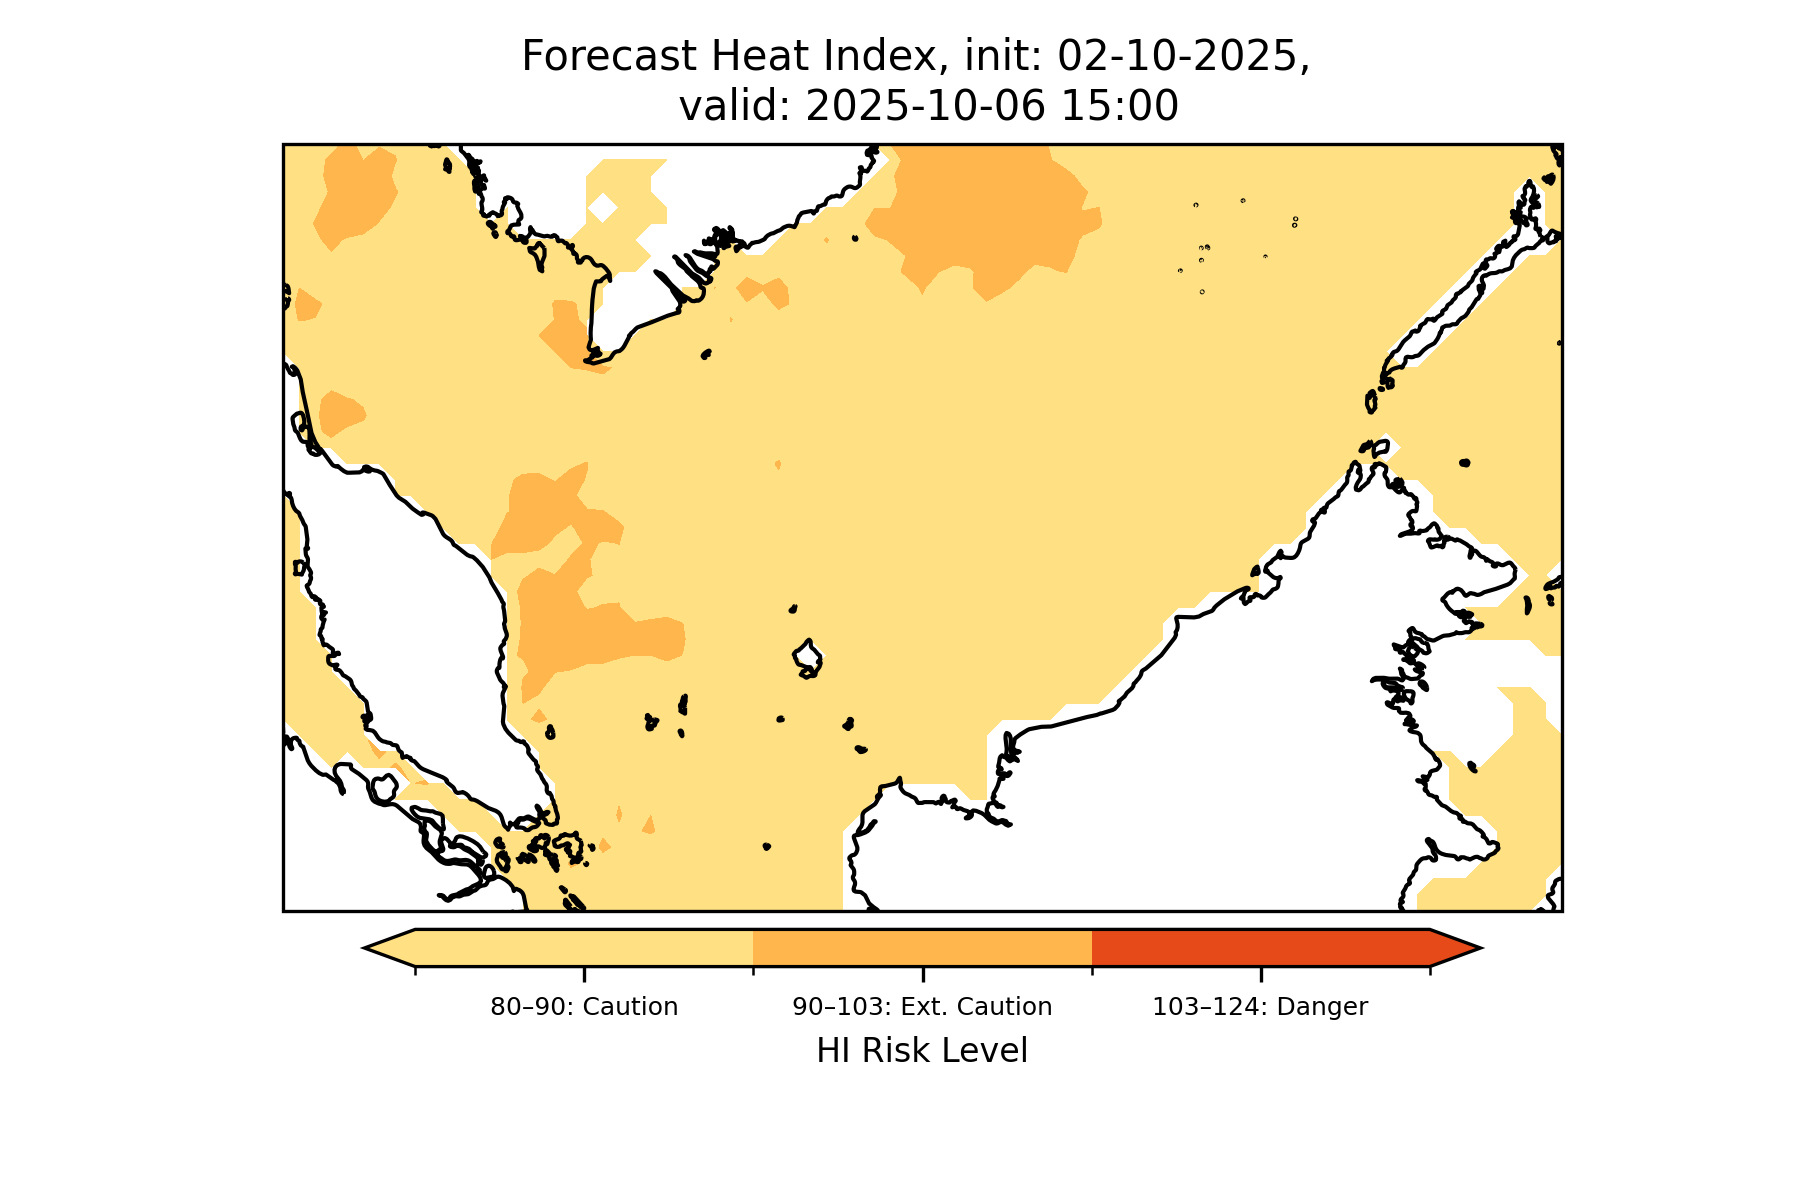 Forecast Heat Index, init: 02-10-2025,
valid: 2025-10-06 15:00
80–90: Caution
90–103: Ext. Caution
103–124: Danger
HI Risk Level